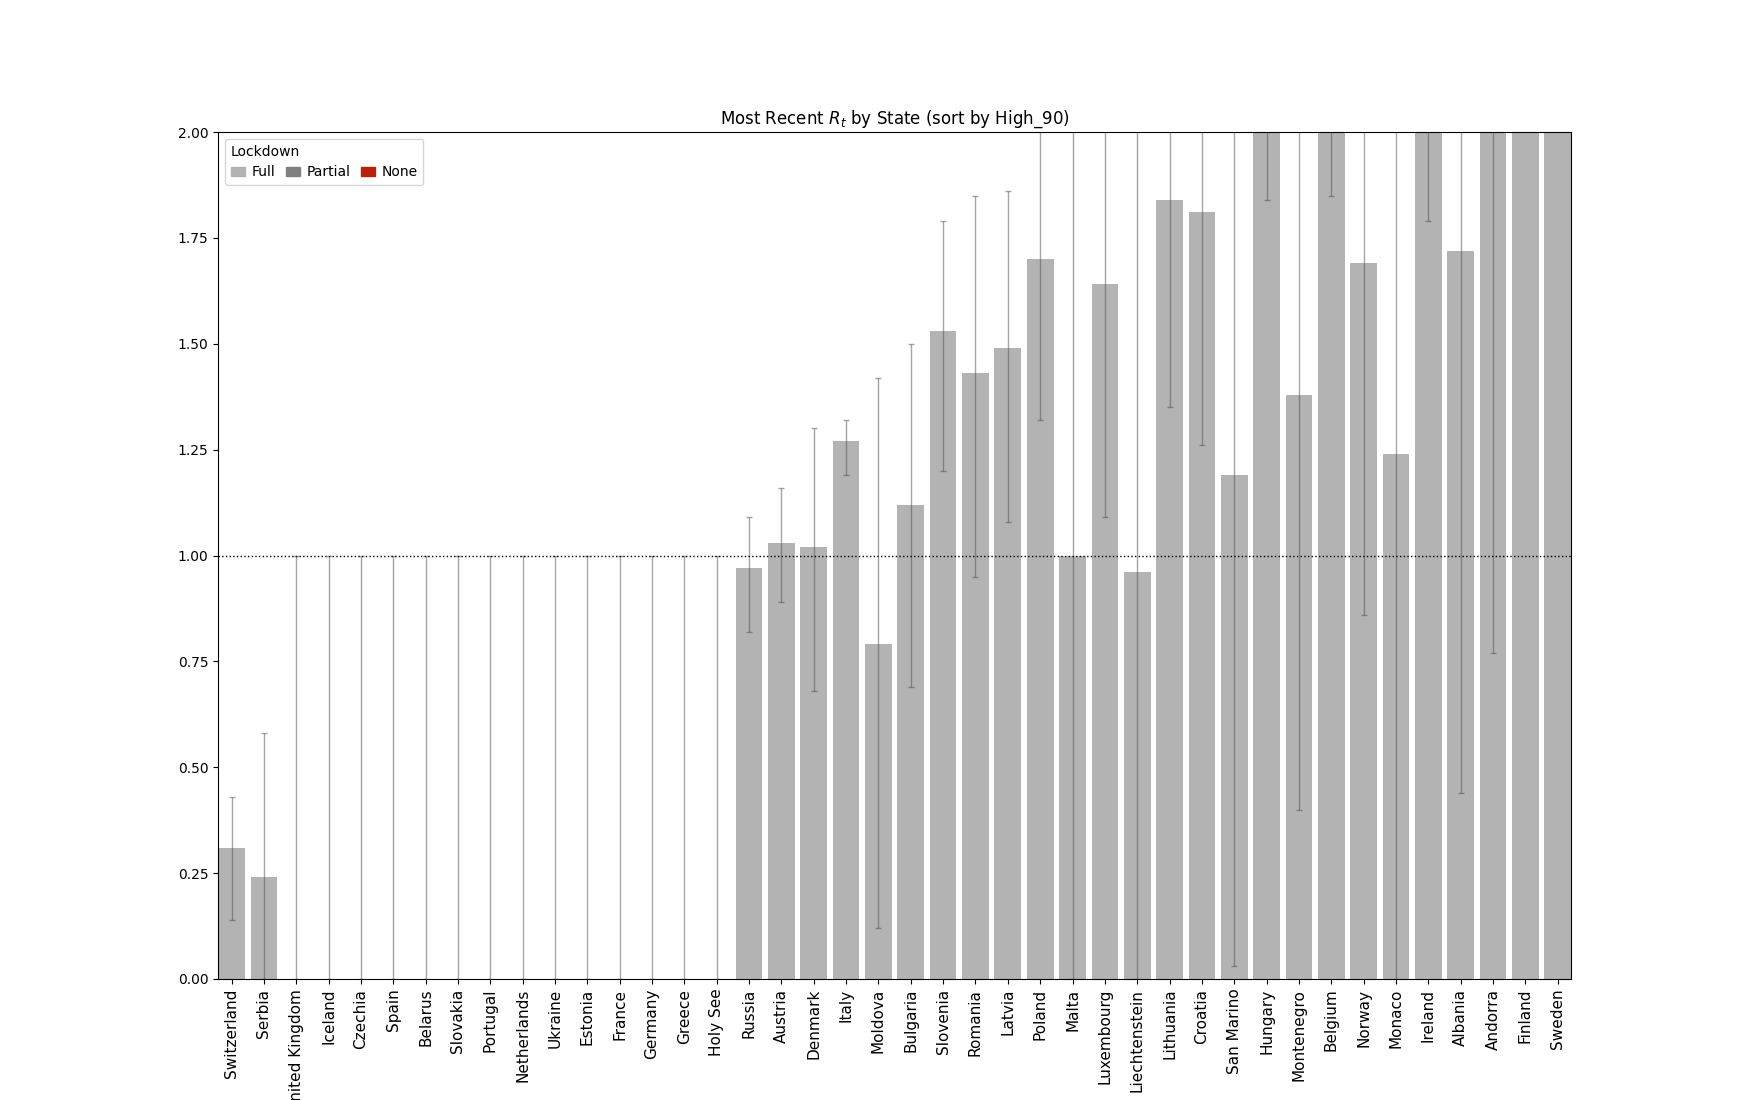 Most Recent R_t by State (sort by High_90)
Lockdown
Full Partial None
2.00
1.75
1.50
1.25
1.00
0.75
0.50
0.25
0.00
Switzerland
Serbia
nited Kingdom
Iceland
Czechia
Spain
Belarus
Slovakia
Portugal
Netherlands
Ukraine
Estonia
France
Germany
Greece
Holy See
Russia
Austria
Denmark
Italy
Moldova
Bulgaria
Slovenia
Romania
Latvia
Poland
Malta
Luxembourg
Liechtenstein
Lithuania
Croatia
San Marino
Hungary
Montenegro
Belgium
Norway
Monaco
Ireland
Albania
Andorra
Finland
Sweden